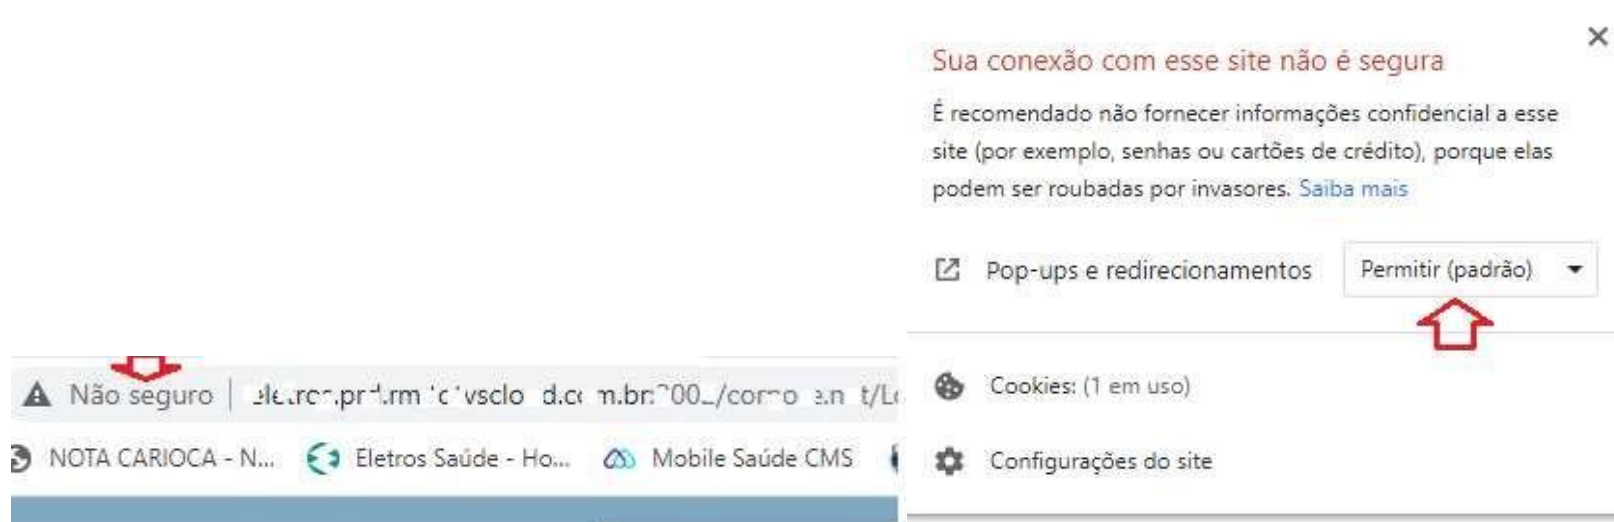 Sua conexão com esse site não é segura
É recomendado não fornecer informações confidencial a esse
site (por exemplo, senhas ou cartões de crédito), porque elas
podem ser roubadas por invasores. Saiba mais
Pop-ups e redirecionamentos Permitir (padrão)
Cookies: (1 em uso)
Configurações do site
Não seguro
NOTA CARIOCA - N... Eletros Saúde - Ho... Mobile Saúde CMS